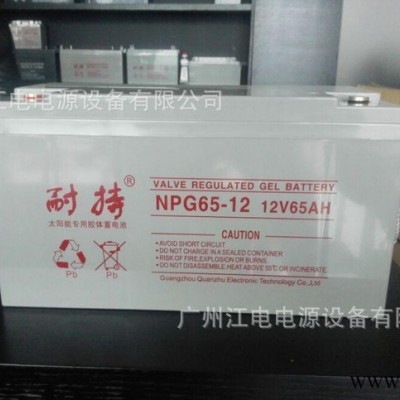 江电电源设备有限公司
VALVE REGULATED GEL BATTERY
耐持®
NPG65-12 12V65AH
太阳能专用胶体蓄电池
CAUTION
• AVOID SHORT CIRCUIT
• DO NOT CHARGE IN A SEALED CONTAINER
• RISK OF FIRE,EXPLOSION OR BURNS.
• DO NOT DISASSEMBLE,HEAT ABOVE 50°C OR INCINERATE.
Pb
Pb
Guangzhou Quanzhu Electronic Technology Co.,Ltd
广州江电电源设备有限
www.